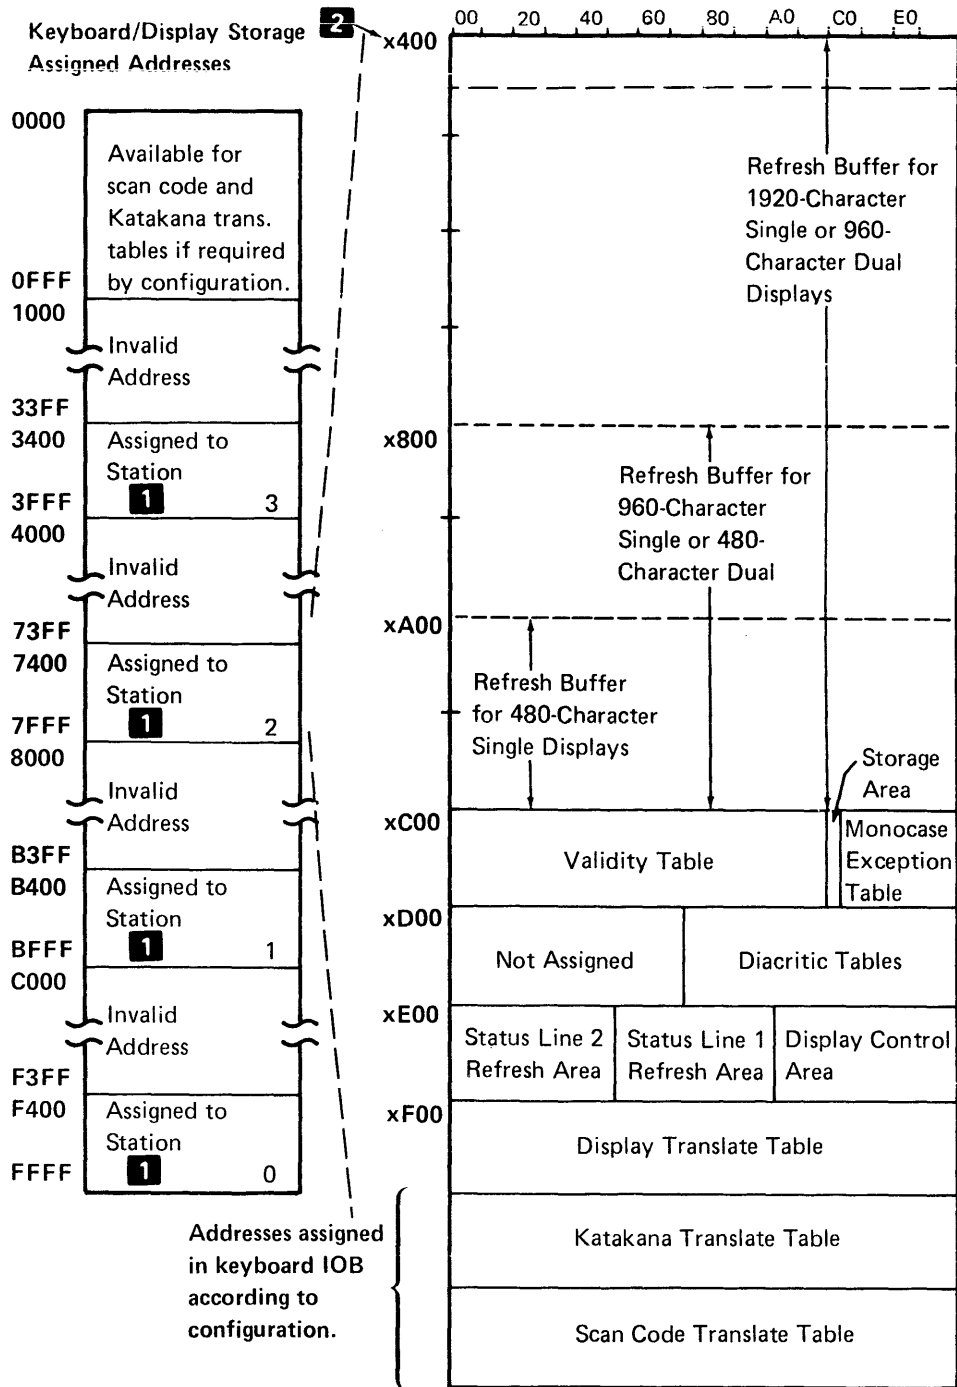 Keyboard/Display Storage 2
Assigned Addresses
0000
Available for
scan code and
Katakana trans.
tables if required
by configuration.
0FFF
1000
Invalid
Address
33FF
3400
Assigned to
Station
1 3
3FFF
4000
Invalid
Address
73FF
7400
Assigned to
Station
1 2
7FFF
8000
Invalid
Address
B3FF
B400
Assigned to
Station
1 1
BFFF
C000
Invalid
Address
F3FF
F400
Assigned to
Station
1 0
FFFF
00 20 40 60 80 A0 C0 E0
x400
Refresh Buffer for
1920-Character
Single or 960-
Character Dual
Displays
x800
Refresh Buffer for
960-Character
Single or 480-
Character Dual
xA00
Refresh Buffer
for 480-Character
Single Displays
Storage
Area
xC00
Validity Table
Monocase
Exception
Table
xD00
Not Assigned
Diacritic Tables
xE00
Status Line 2
Refresh Area
Status Line 1
Refresh Area
Display Control
Area
xF00
Display Translate Table
Katakana Translate Table
Scan Code Translate Table
Addresses assigned
in keyboard IOB
according to
configuration.